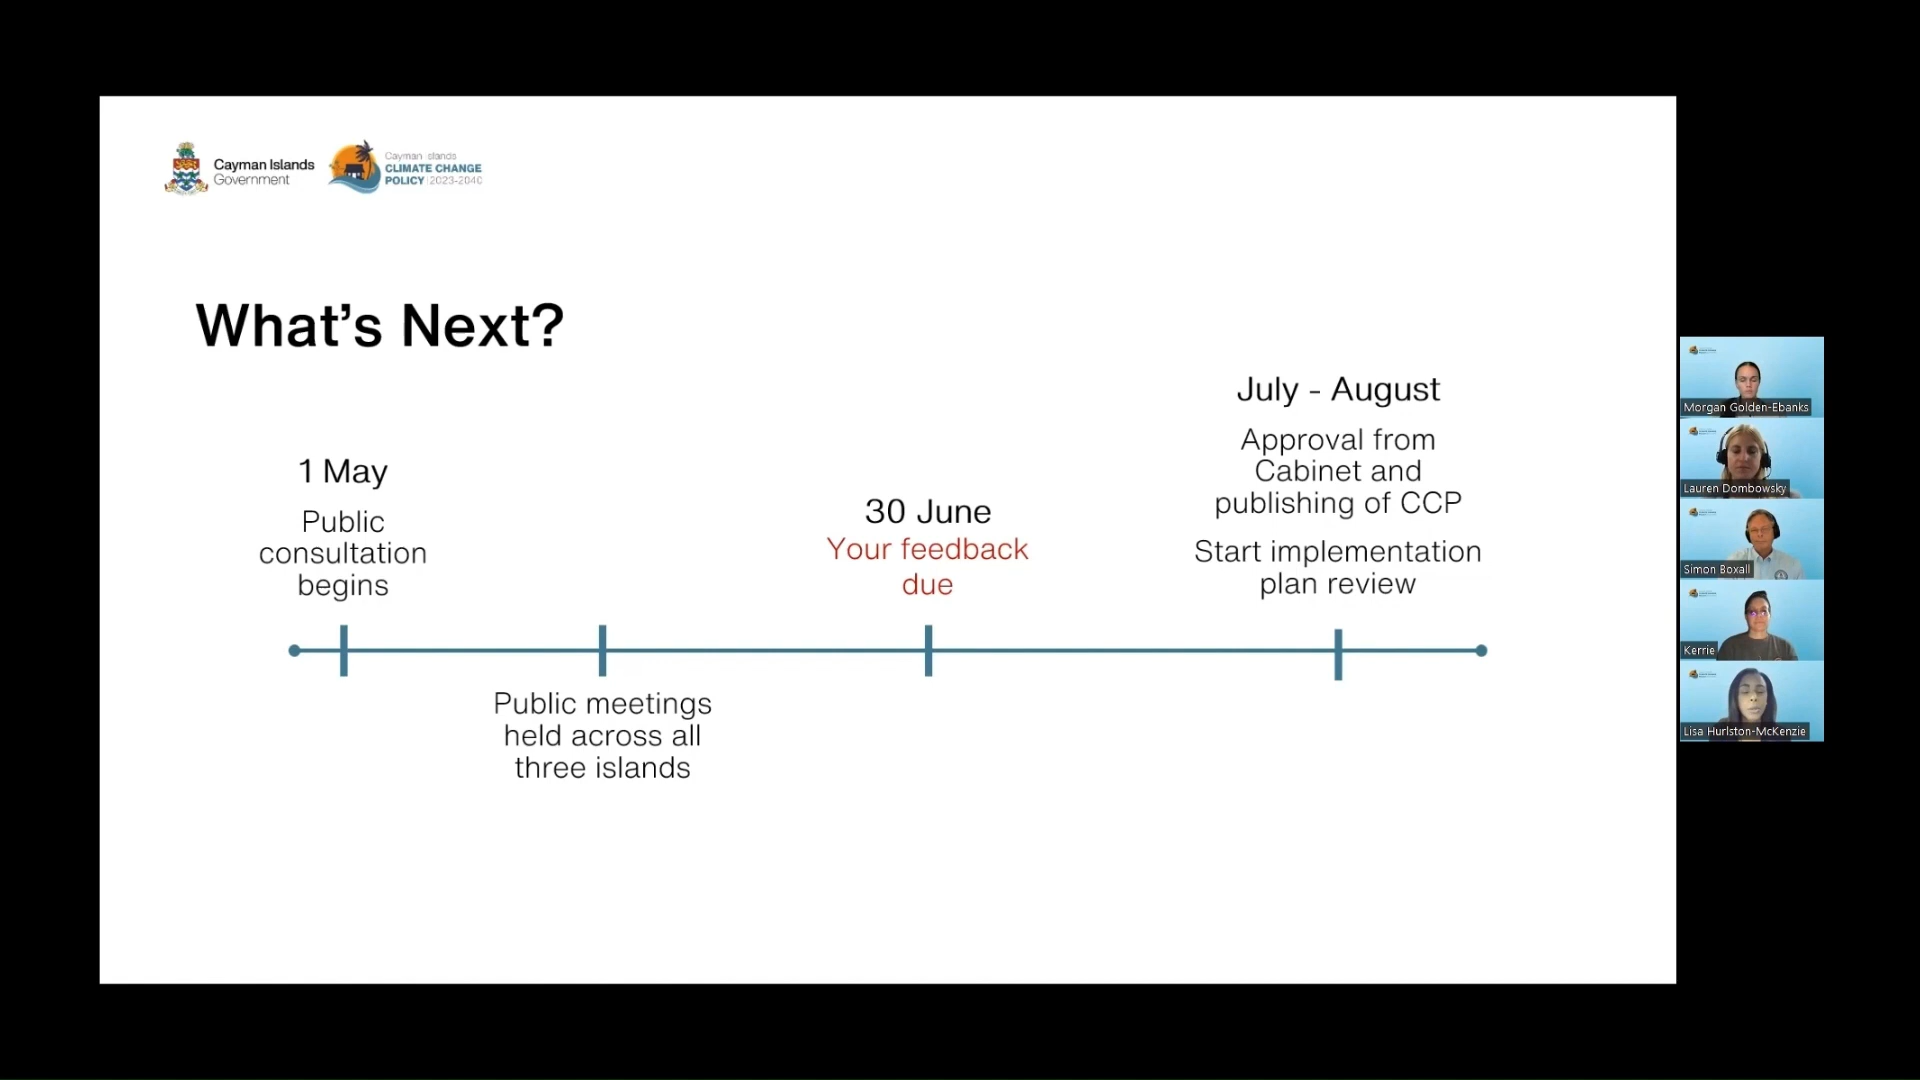 Cayman Islands
Government
Cayman Islands
CLIMATE CHANGE
POLICY | 2023-2040
What’s Next?
1 May
Public
consultation
begins
Public meetings
held across all
three islands
30 June
Your feedback
due
July - August
Approval from
Cabinet and
publishing of CCP
Start implementation
plan review
Morgan Golden-Ebanks
Lauren Dombowsky
Simon Boxall
Kerrie
Lisa Hurlston-McKenzie